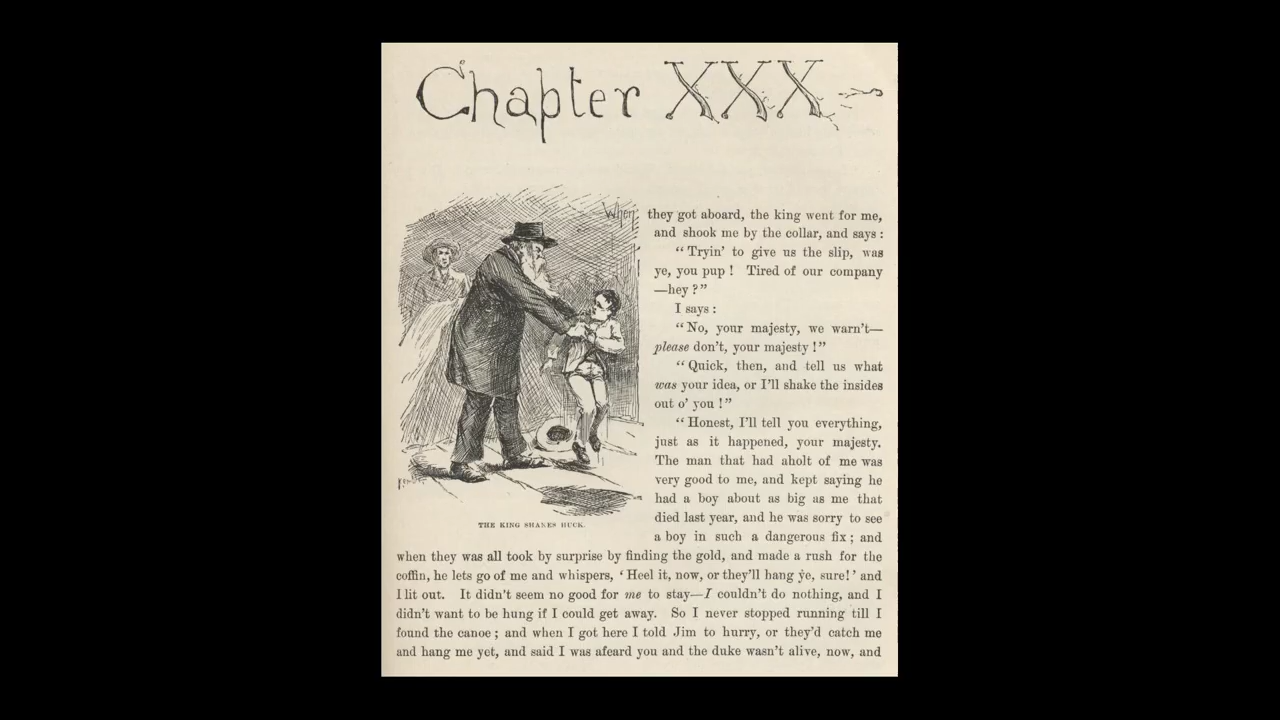 Chapter XXX
When they got aboard, the king went for me,
and shook me by the collar, and says:
“Tryin’ to give us the slip, was
ye, you pup! Tired of our company
—hey?”
I says:
“No, your majesty, we warn’t—
please don’t, your majesty!”
“Quick, then, and tell us what
was your idea, or I’ll shake the insides
out o’ you!”
“Honest, I’ll tell you everything,
just as it happened, your majesty.
The man that had aholt of me was
very good to me, and kept saying he
had a boy about as big as me that
died last year, and he was sorry to see
a boy in such a dangerous fix; and
THE KING SHAKES HUCK.
when they was all took by surprise by finding the gold, and made a rush for the
coffin, he lets go of me and whispers, ‘Heel it, now, or they’ll hang ye, sure!’ and
I lit out. It didn’t seem no good for me to stay—I couldn’t do nothing, and I
didn’t want to be hung if I could get away. So I never stopped running till I
found the canoe; and when I got here I told Jim to hurry, or they’d catch me
and hang me yet, and said I was afeard you and the duke wasn’t alive, now, and